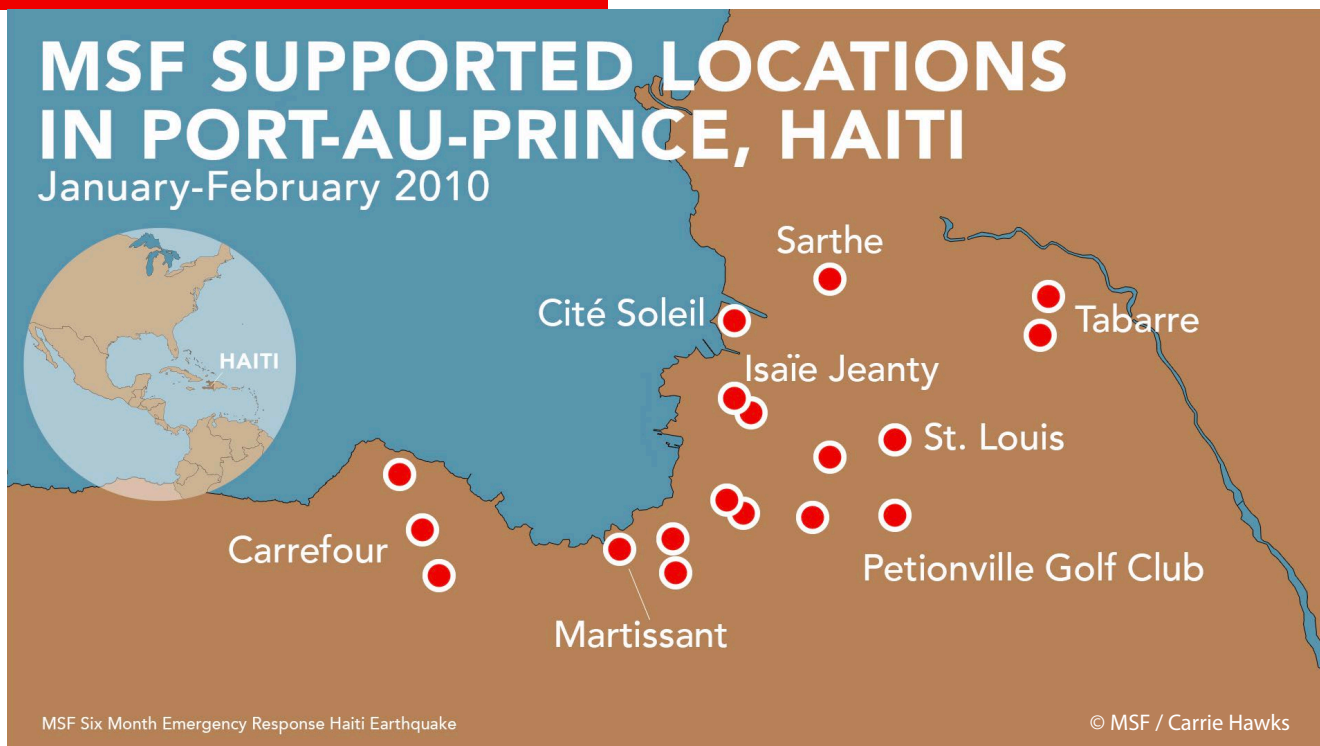 MSF SUPPORTED LOCATIONS
IN PORT-AU-PRINCE, HAITI
January-February 2010
Sarthe
Cité Soleil
Tabarre
HAITI
Isaïe Jeanty
St. Louis
Carrefour
Petionville Golf Club
Martissant
MSF Six Month Emergency Response Haiti Earthquake
© MSF / Carrie Hawks